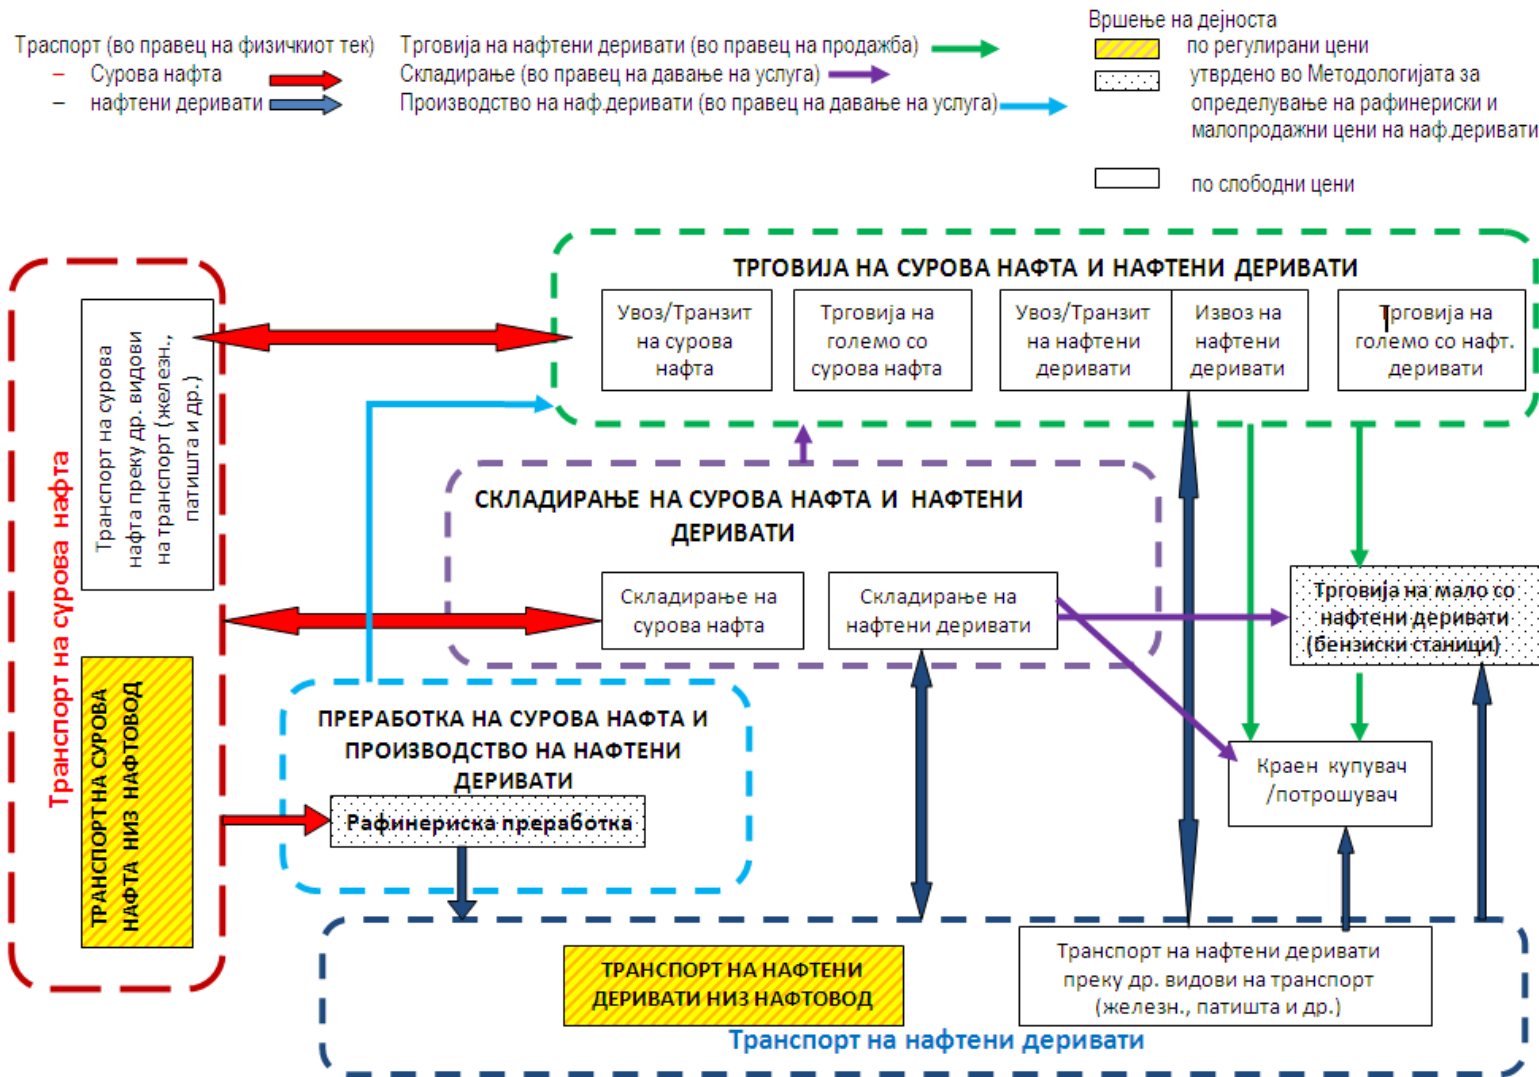 Траспорт (во правец на физичкиот тек)
– Сурова нафта
– нафтени деривати
Трговија на нафтени деривати (во правец на продажба)
Складирање (во правец на давање на услуга)
Производство на наф.деривати (во правец на давање на услуга)
Вршење на дејноста
по регулирани цени
утврдено во Методологијата за
определување на рафинериски и
малопродажни цени на наф.деривати
по слободни цени
ТРГОВИЈА НА СУРОВА НАФТА И НАФТЕНИ ДЕРИВАТИ
Увоз/Транзит
на сурова
нафта
Трговија на
големо со
сурова нафта
Увоз/Транзит
на нафтени
деривати
Извоз на
нафтени
деривати
Трговија на
големо со нафт.
деривати
Транспорт на сурова нафта
Транспорт на сурова
нафта преку др. видови
на транспорт (железн.,
патишта и др.)
ТРАНСПОРТ НА СУРОВА
НАФТА НИЗ НАФТОВОД
СКЛАДИРАЊЕ НА СУРОВА НАФТА И НАФТЕНИ
ДЕРИВАТИ
Складирање на
сурова нафта
Складирање на
нафтени деривати
Трговија на мало со
нафтени деривати
(бензиски станици)
ПРЕРАБОТКА НА СУРОВА НАФТА И
ПРОИЗВОДСТВО НА НАФТЕНИ
ДЕРИВАТИ
Рафинериска преработка
Краен купувач
/потрошувач
ТРАНСПОРТ НА НАФТЕНИ
ДЕРИВАТИ НИЗ НАФТОВОД
Транспорт на нафтени деривати
преку др. видови на транспорт
(железн., патишта и др.)
Транспорт на нафтени деривати